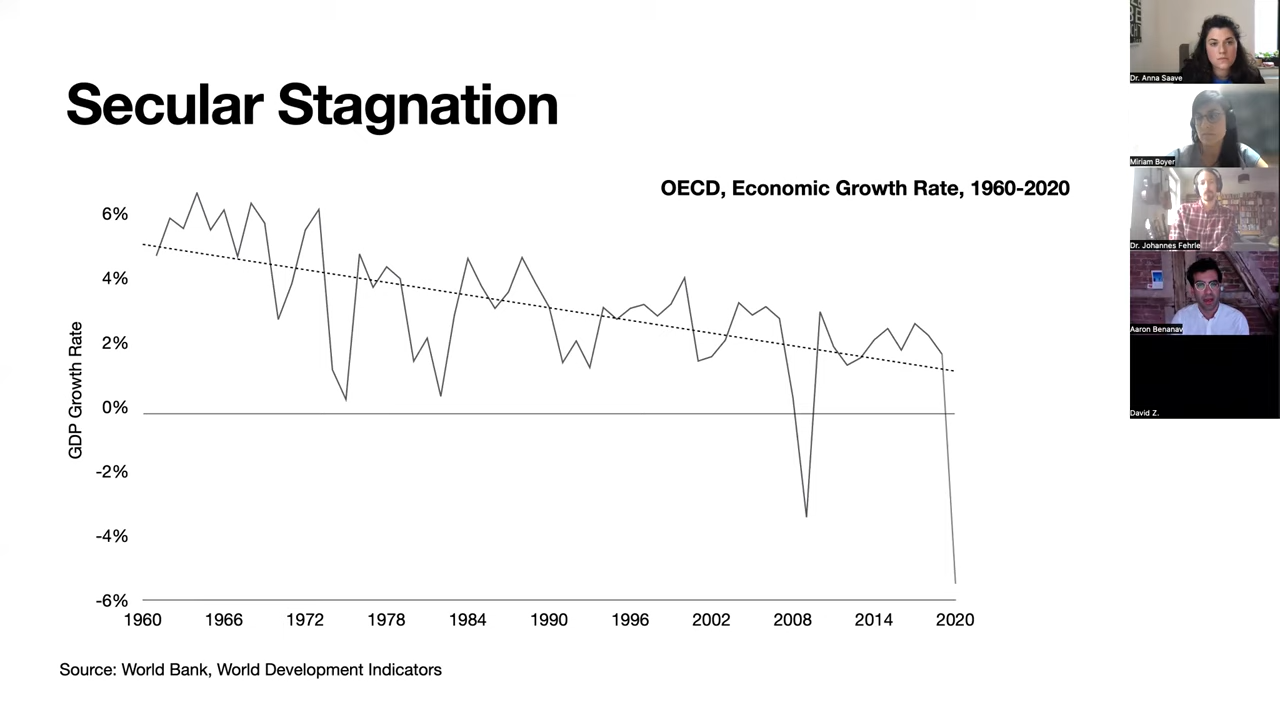 Secular Stagnation
OECD, Economic Growth Rate, 1960-2020
GDP Growth Rate
6%
4%
2%
0%
-2%
-4%
-6%
1960 1966 1972 1978 1984 1990 1996 2002 2008 2014 2020
Source: World Bank, World Development Indicators
Dr. Anna Saave
Miriam Boyer
Dr. Johannes Fehrle
Aaron Benanav
David Z.